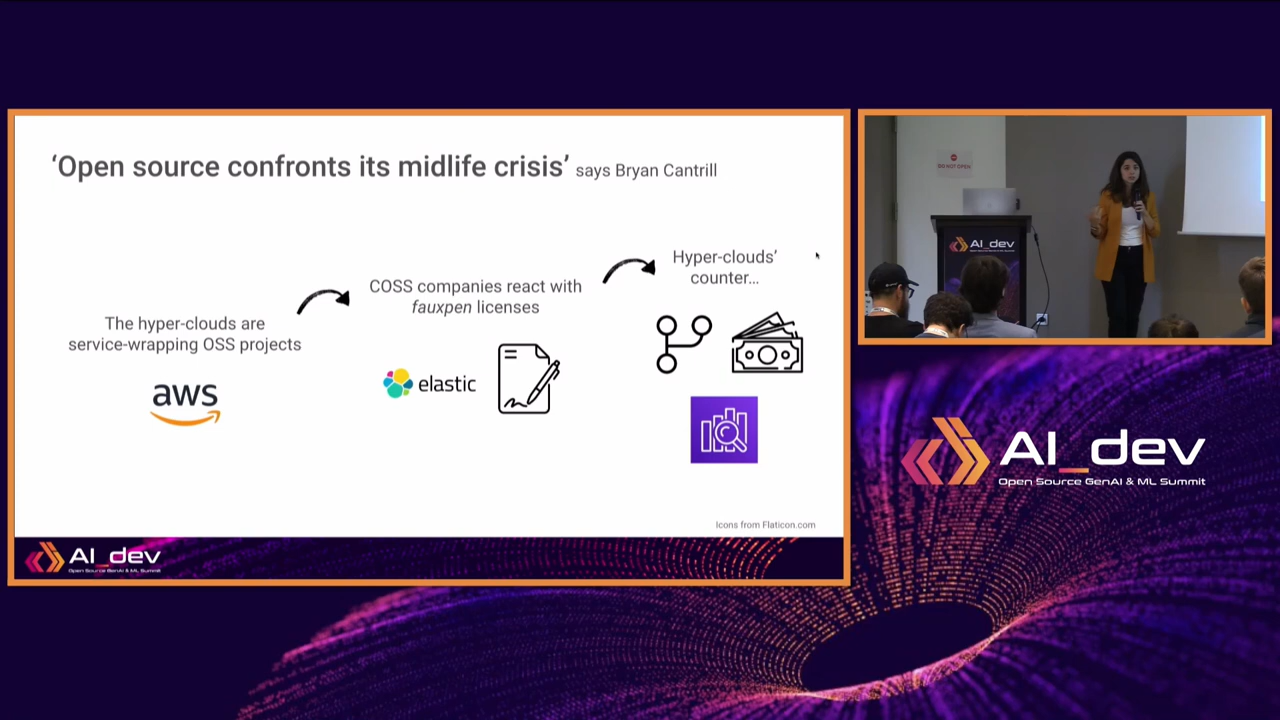 ‘Open source confronts its midlife crisis’ says Bryan Cantrill
The hyper-clouds are
service-wrapping OSS projects
aws
COSS companies react with
fauxpen licenses
elastic
Hyper-clouds’
counter...
Icons from Flaticon.com
AI_dev
Open Source GenAI & ML Summit
DO NOT OPEN
AI_dev
AI_dev
Open Source GenAI & ML Summit